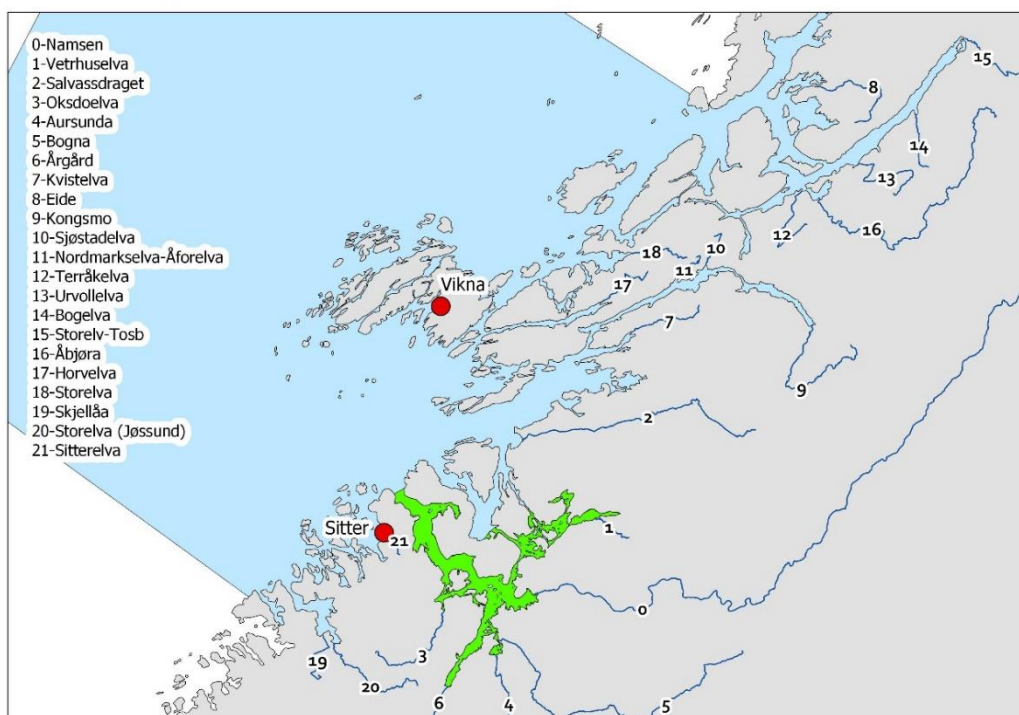 0-Namsen
1-Vetrhuselva
2-Salvassdraget
3-Oksdoelva
4-Aursunda
5-Bogna
6-Årgård
7-Kvistelva
8-Eide
9-Kongsmo
10-Sjøstadelva
11-Nordmarkselva-Åforelva
12-Terråkelva
13-Urvollelva
14-Bogelva
15-Storelv-Tosb
16-Åbjøra
17-Horvelva
18-Storelva
19-Skjellåa
20-Storelva (Jøssund)
21-Sitterelva
15
8
14
13
16
12
10
18
11
17
Vikna
7
9
2
Sitter
21
1
0
3
19
20
6
4
5